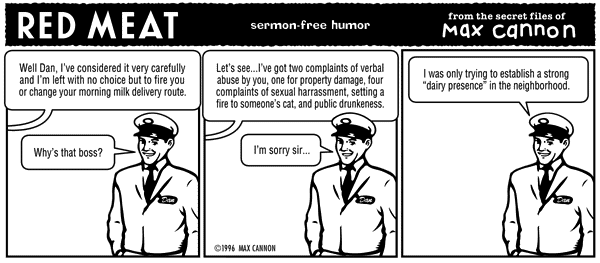 RED MEAT
sermon-free humor
from the secret files of
Max Cannon
Well Dan, I've considered it very carefully
and I'm left with no choice but to fire you
or change your morning milk delivery route.
Why's that boss?
Dan
Let's see...I've got two complaints of verbal
abuse by you, one for property damage, four
complaints of sexual harrassment, setting a
fire to someone's cat, and public drunkeness.
I'm sorry sir...
Dan
©1996 MAX CANNON
I was only trying to establish a strong
"dairy presence" in the neighborhood.
Dan